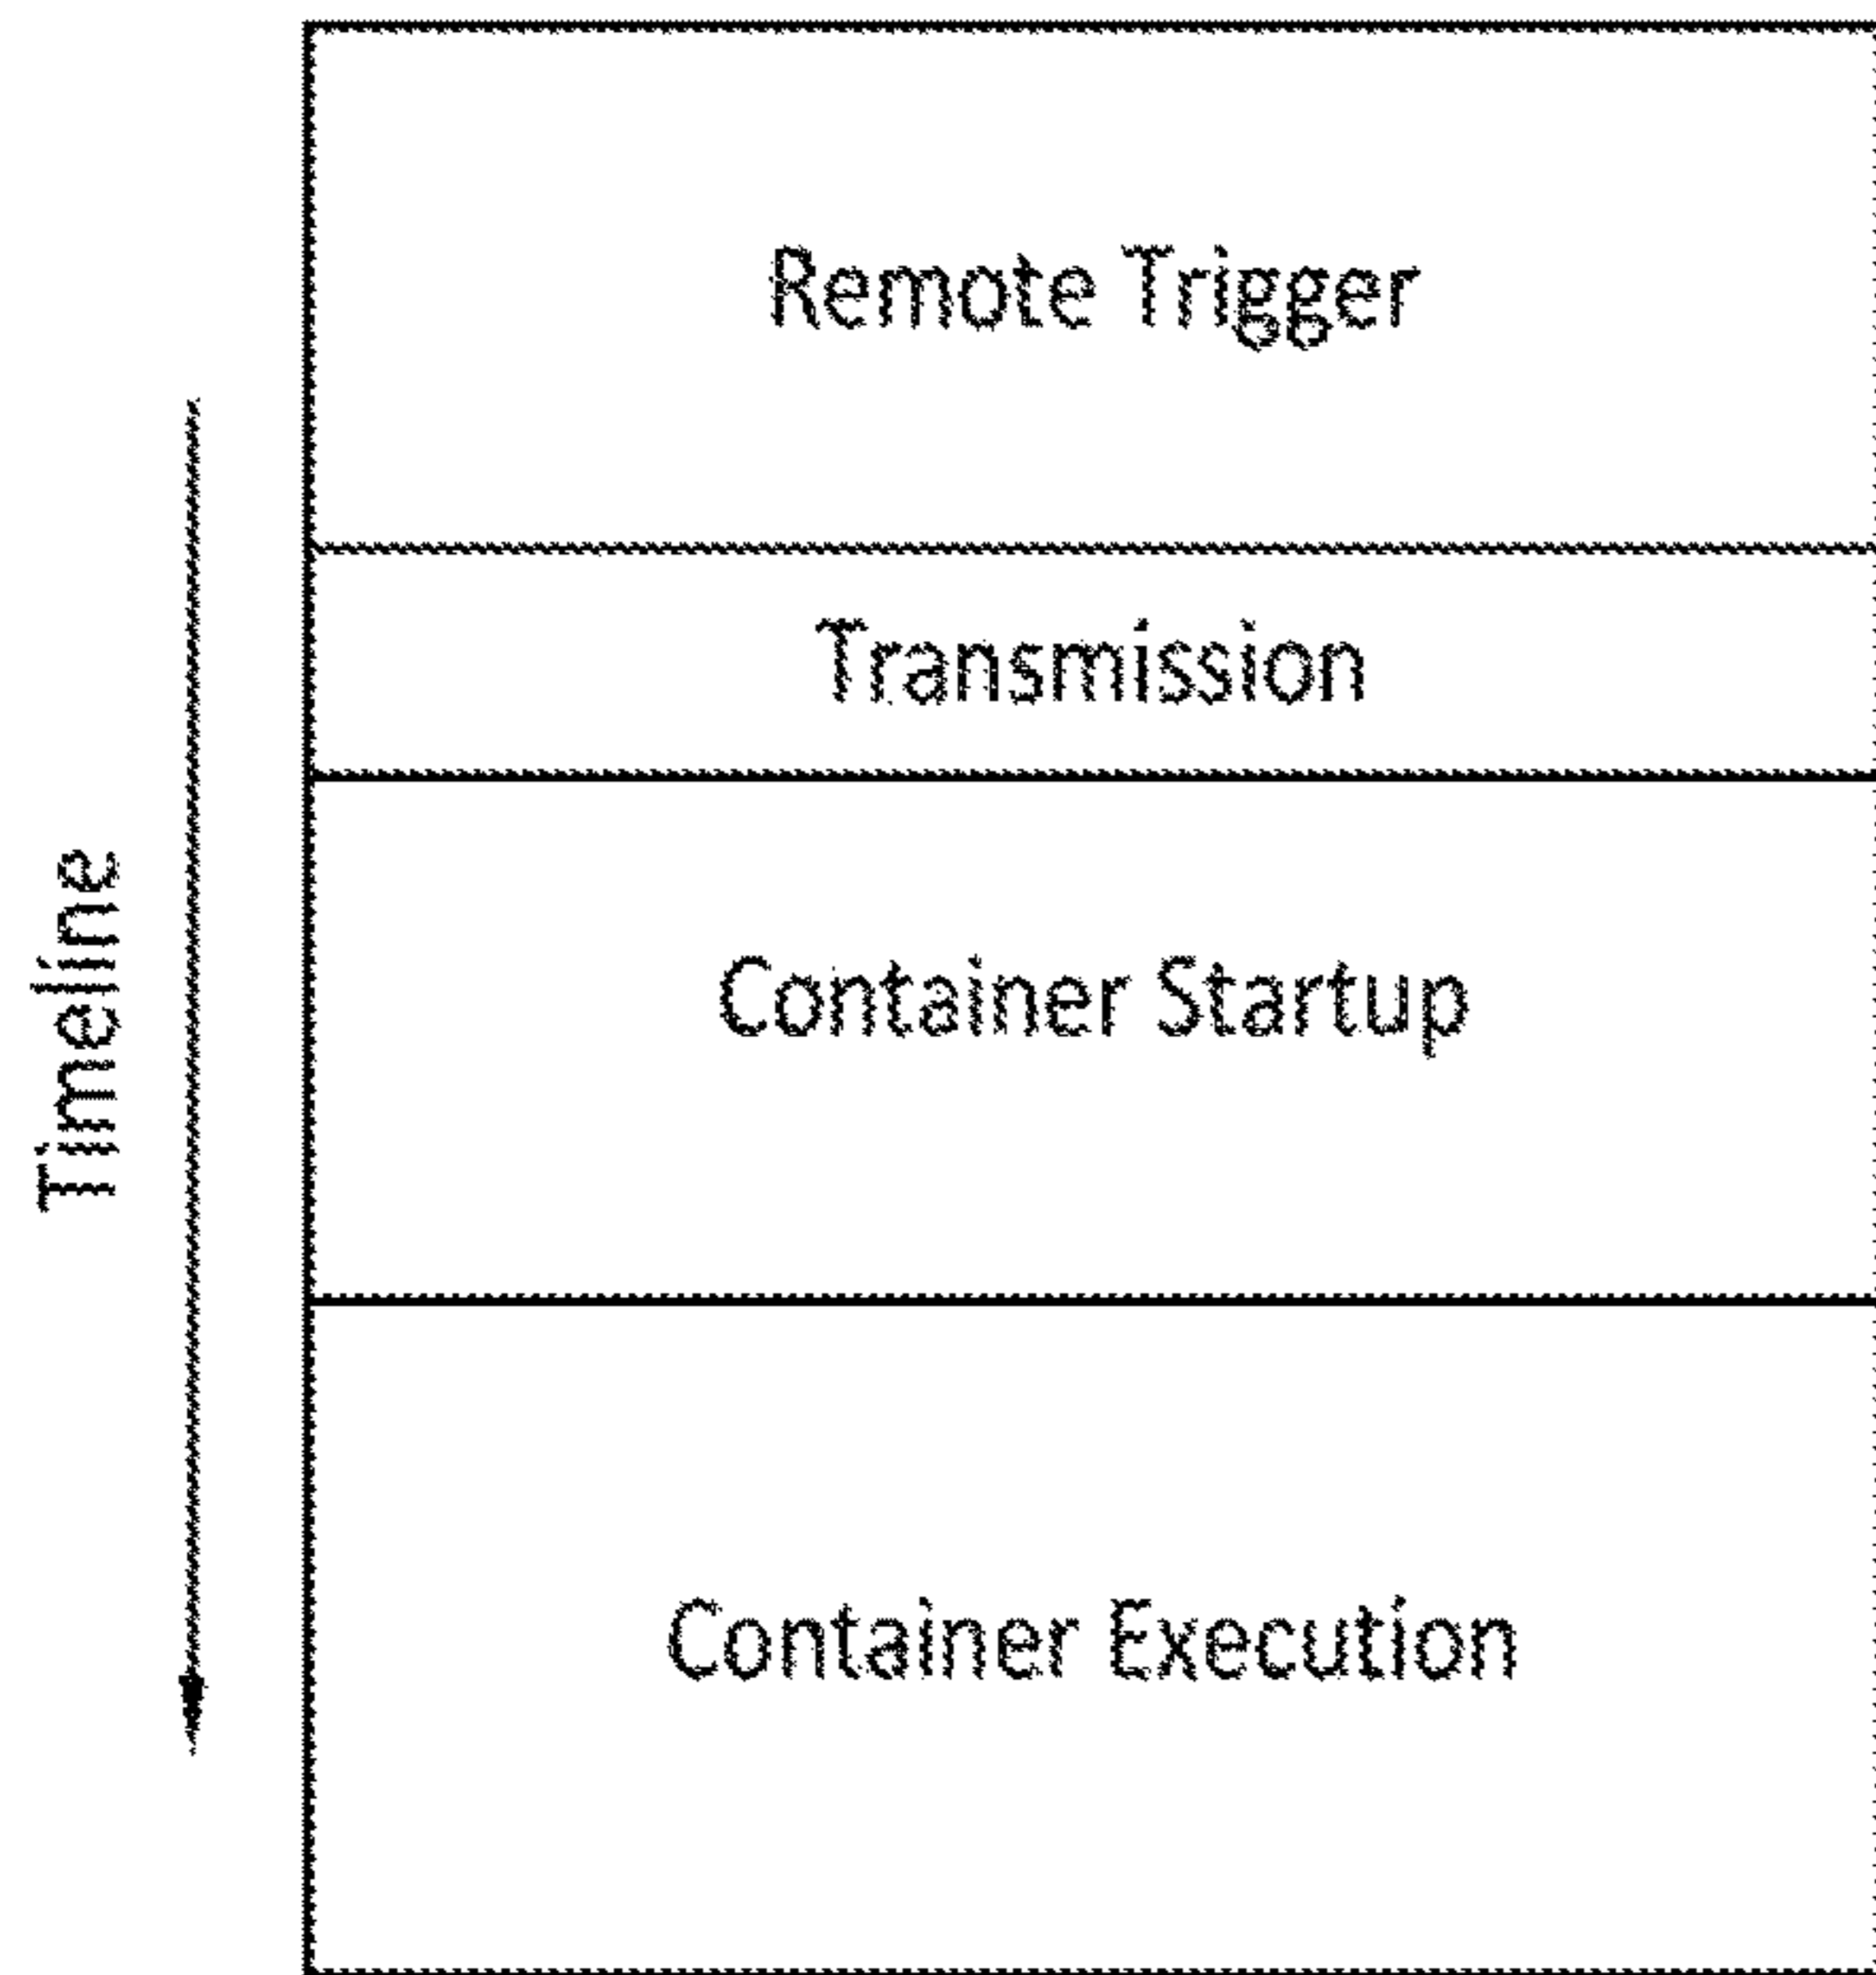 Timeline
Remote Trigger
Transmission
Container Startup
Container Execution